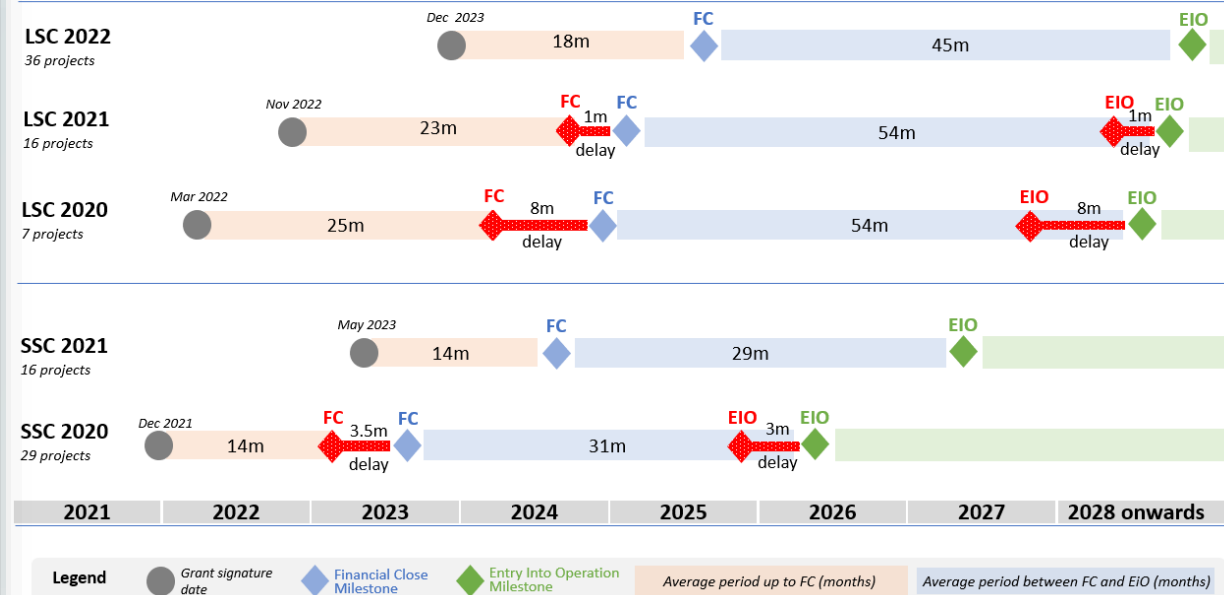 Dec 2023
FC
EIO
LSC 2022
36 projects
18m
45m
Nov 2022
FC
1m
FC
EIO
1m
EIO
LSC 2021
16 projects
23m
delay
54m
delay
Mar 2022
FC
8m
FC
EIO
8m
EIO
LSC 2020
7 projects
25m
delay
54m
delay
May 2023
FC
EIO
SSC 2021
16 projects
14m
29m
Dec 2021
FC
3.5m
FC
EIO
3m
EIO
SSC 2020
29 projects
14m
delay
31m
delay
2021 2022 2023 2024 2025 2026 2027 2028 onwards
Legend
Grant signature
date
Financial Close
Milestone
Entry Into Operation
Milestone
Average period up to FC (months)
Average period between FC and EiO (months)